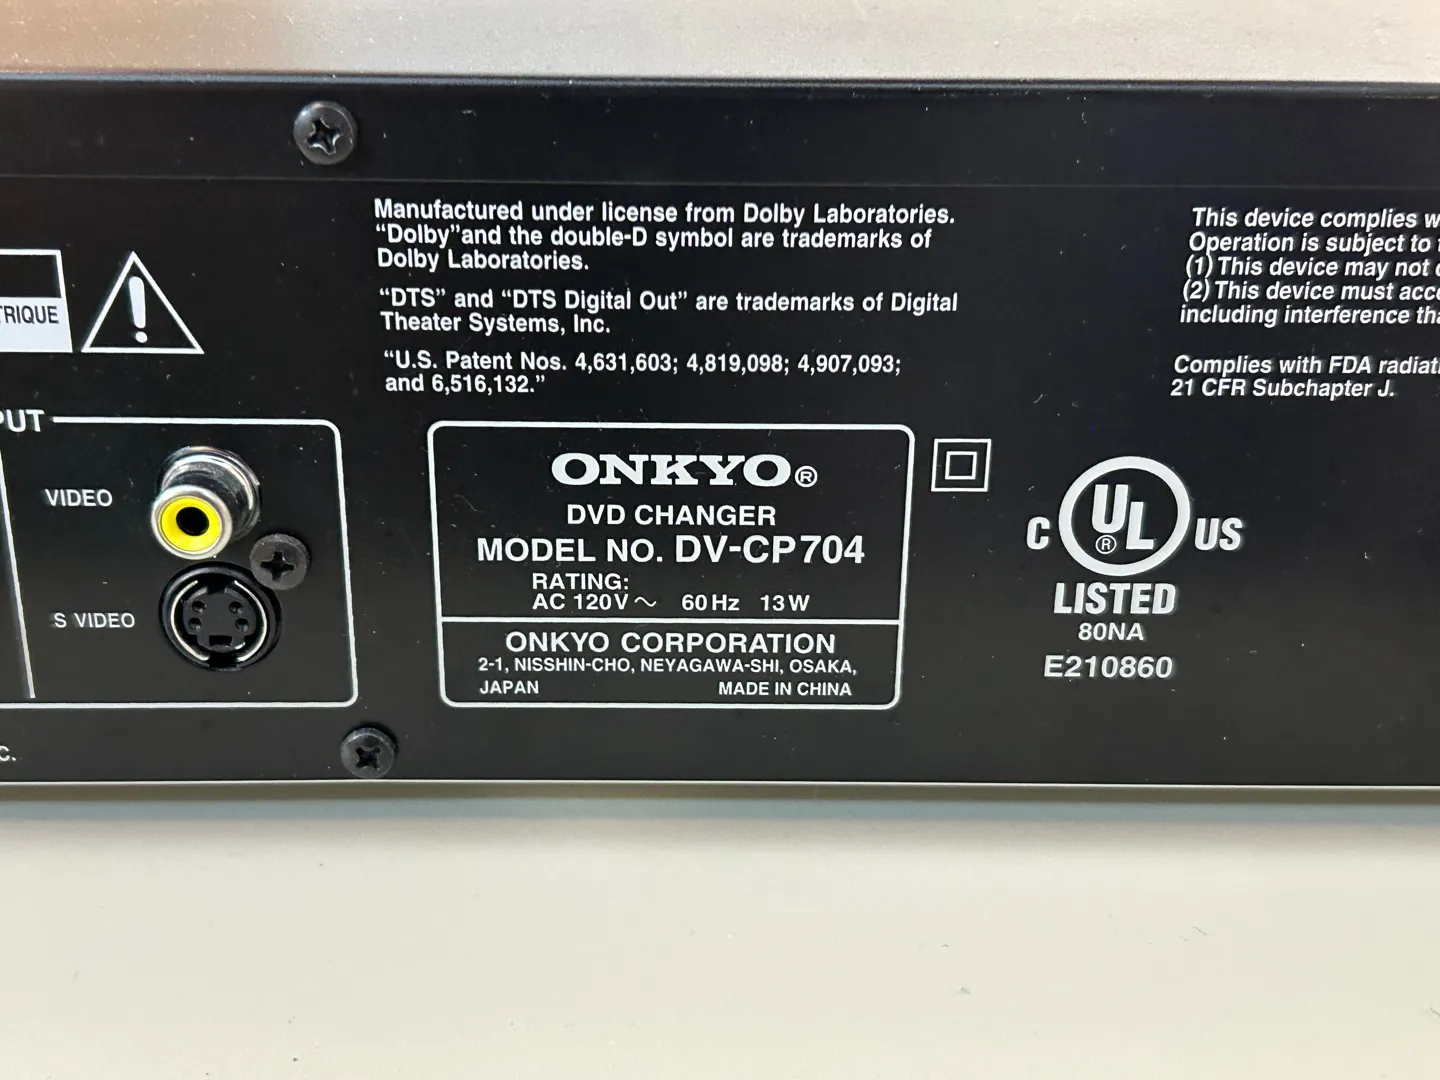 Manufactured under license from Dolby Laboratories.
“Dolby”and the double-D symbol are trademarks of
Dolby Laboratories.
“DTS” and “DTS Digital Out” are trademarks of Digital
Theater Systems, Inc.
“U.S. Patent Nos. 4,631,603; 4,819,098; 4,907,093;
and 6,516,132.”
This device complies w
Operation is subject to
(1) This device may not
(2) This device must acc
including interference tha
Complies with FDA radiat
21 CFR Subchapter J.
TRIQUE
PUT
VIDEO
S VIDEO
C.
ONKYO®
DVD CHANGER
MODEL NO. DV-CP704
RATING:
AC 120V ~ 60Hz 13W
ONKYO CORPORATION
2-1, NISSHIN-CHO, NEYAGAWA-SHI, OSAKA,
JAPAN MADE IN CHINA
C UL® US
LISTED
80NA
E210860